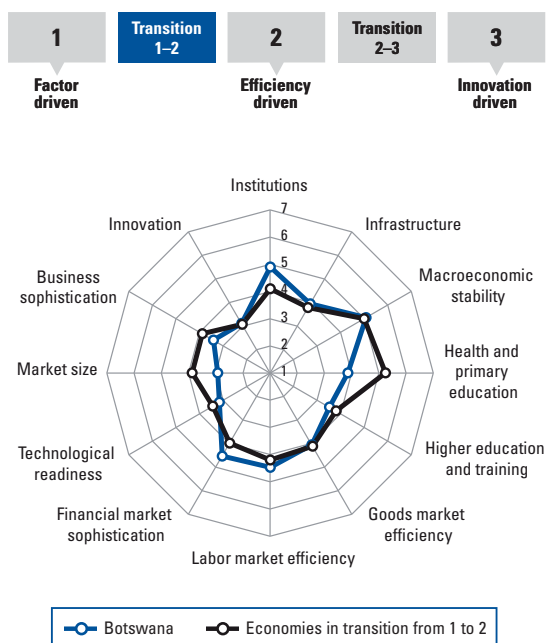 1
Transition
1–2
2
Transition
2–3
3
Factor
driven
Efficiency
driven
Innovation
driven
Institutions
7
6
5
4
3
2
1
Infrastructure
Macroeconomic
stability
Health and
primary
education
Higher education
and training
Goods market
efficiency
Labor market efficiency
Financial market
sophistication
Technological
readiness
Market size
Business
sophistication
Innovation
Botswana
Economies in transition from 1 to 2